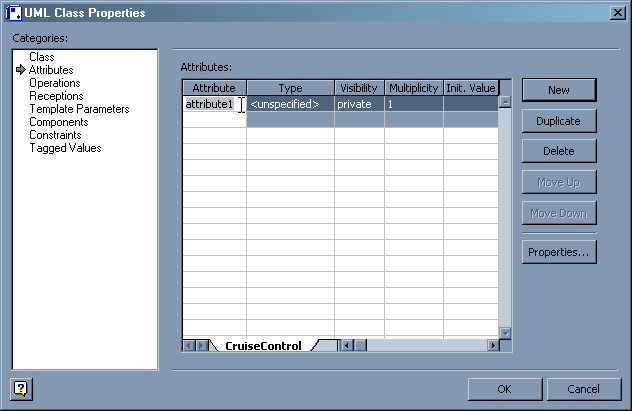 UML Class Properties
Categories:
Class
Attributes
Operations
Receptions
Template Parameters
Components
Constraints
Tagged Values
Attributes:
Attribute Type Visibility Multiplicity Init. Value
attribute1 <unspecified> private 1
CruiseControl
New
Duplicate
Delete
Move Up
Move Down
Properties...
?
OK Cancel